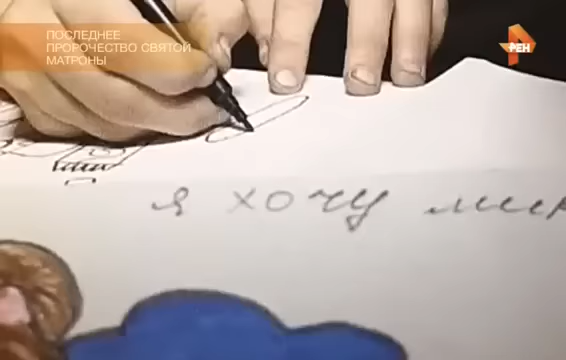 ПОСЛЕДНЕЕ
ПРОРОЧЕСТВО СВЯТОЙ
МАТРОНЫ
РЕН
я хочу